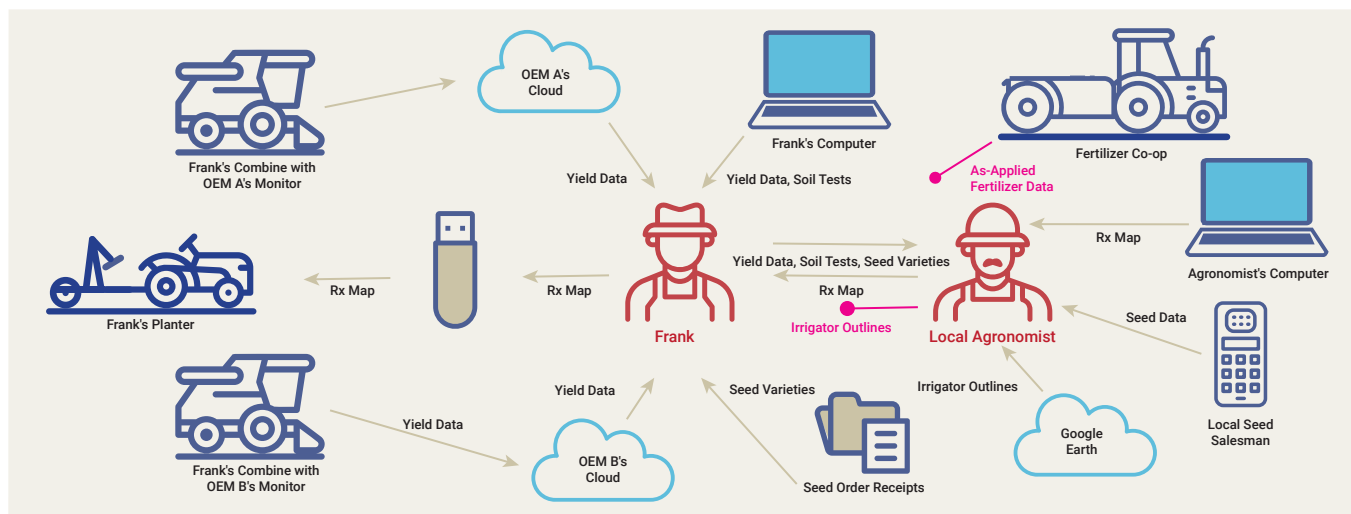 OEM A's
Cloud
Frank's Computer
Fertilizer Co-op
Frank's Combine with
OEM A's Monitor
Yield Data
Yield Data, Soil Tests
As-Applied
Fertilizer Data
Rx Map
Agronomist's Computer
Yield Data, Soil Tests, Seed Varieties
Rx Map
Rx Map
Rx Map
Frank's Planter
Irrigator Outlines
Frank
Local Agronomist
Seed Data
Yield Data
Seed Varieties
Irrigator Outlines
Yield Data
Local Seed
Salesman
Google
Earth
Frank's Combine with
OEM B's Monitor
OEM B's
Cloud
Seed Order Receipts